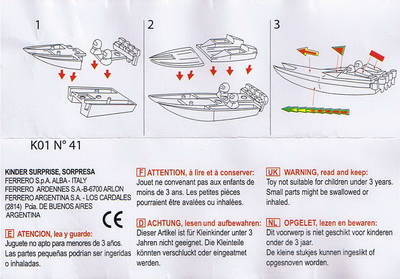 1
2
3
K01 N° 41
KINDER SURPRISE, SORPRESA
FERRERO S.p.A. ALBA - ITALY
FERRERO ARDENNES S.A.-B-6700 ARLON
FERRERO ARGENTINA S.A. - LOS CARDALES
(2814) Pcia. DE BUENOS AIRES
ARGENTINA
CE
E ATENCION, lea y guarde:
Juguete no apto para menores de 3 años.
Las partes pequeñas podrían ser ingeridas
o inhaladas.
F ATTENTION, à lire et à conserver:
Jouet ne convenant pas aux enfants de
moins de 3 ans. Les petites pièces
pourraient être avalées ou inhalées.
D ACHTUNG, lesen und aufbewahren:
Dieser Artikel ist für Kleinkinder unter 3
Jahren nicht geeignet. Die Kleinteile
könnten verschluckt oder eingeatmet
werden.
UK WARNING, read and keep:
Toy not suitable for children under 3 years.
Small parts might be swallowed or
inhaled.
NL OPGELET, lezen en bewaren:
Dit voorwerp is niet geschikt voor kinderen
onder de 3 jaar.
De kleine stukjes kunnen ingeslikt of
ingeademd worden.